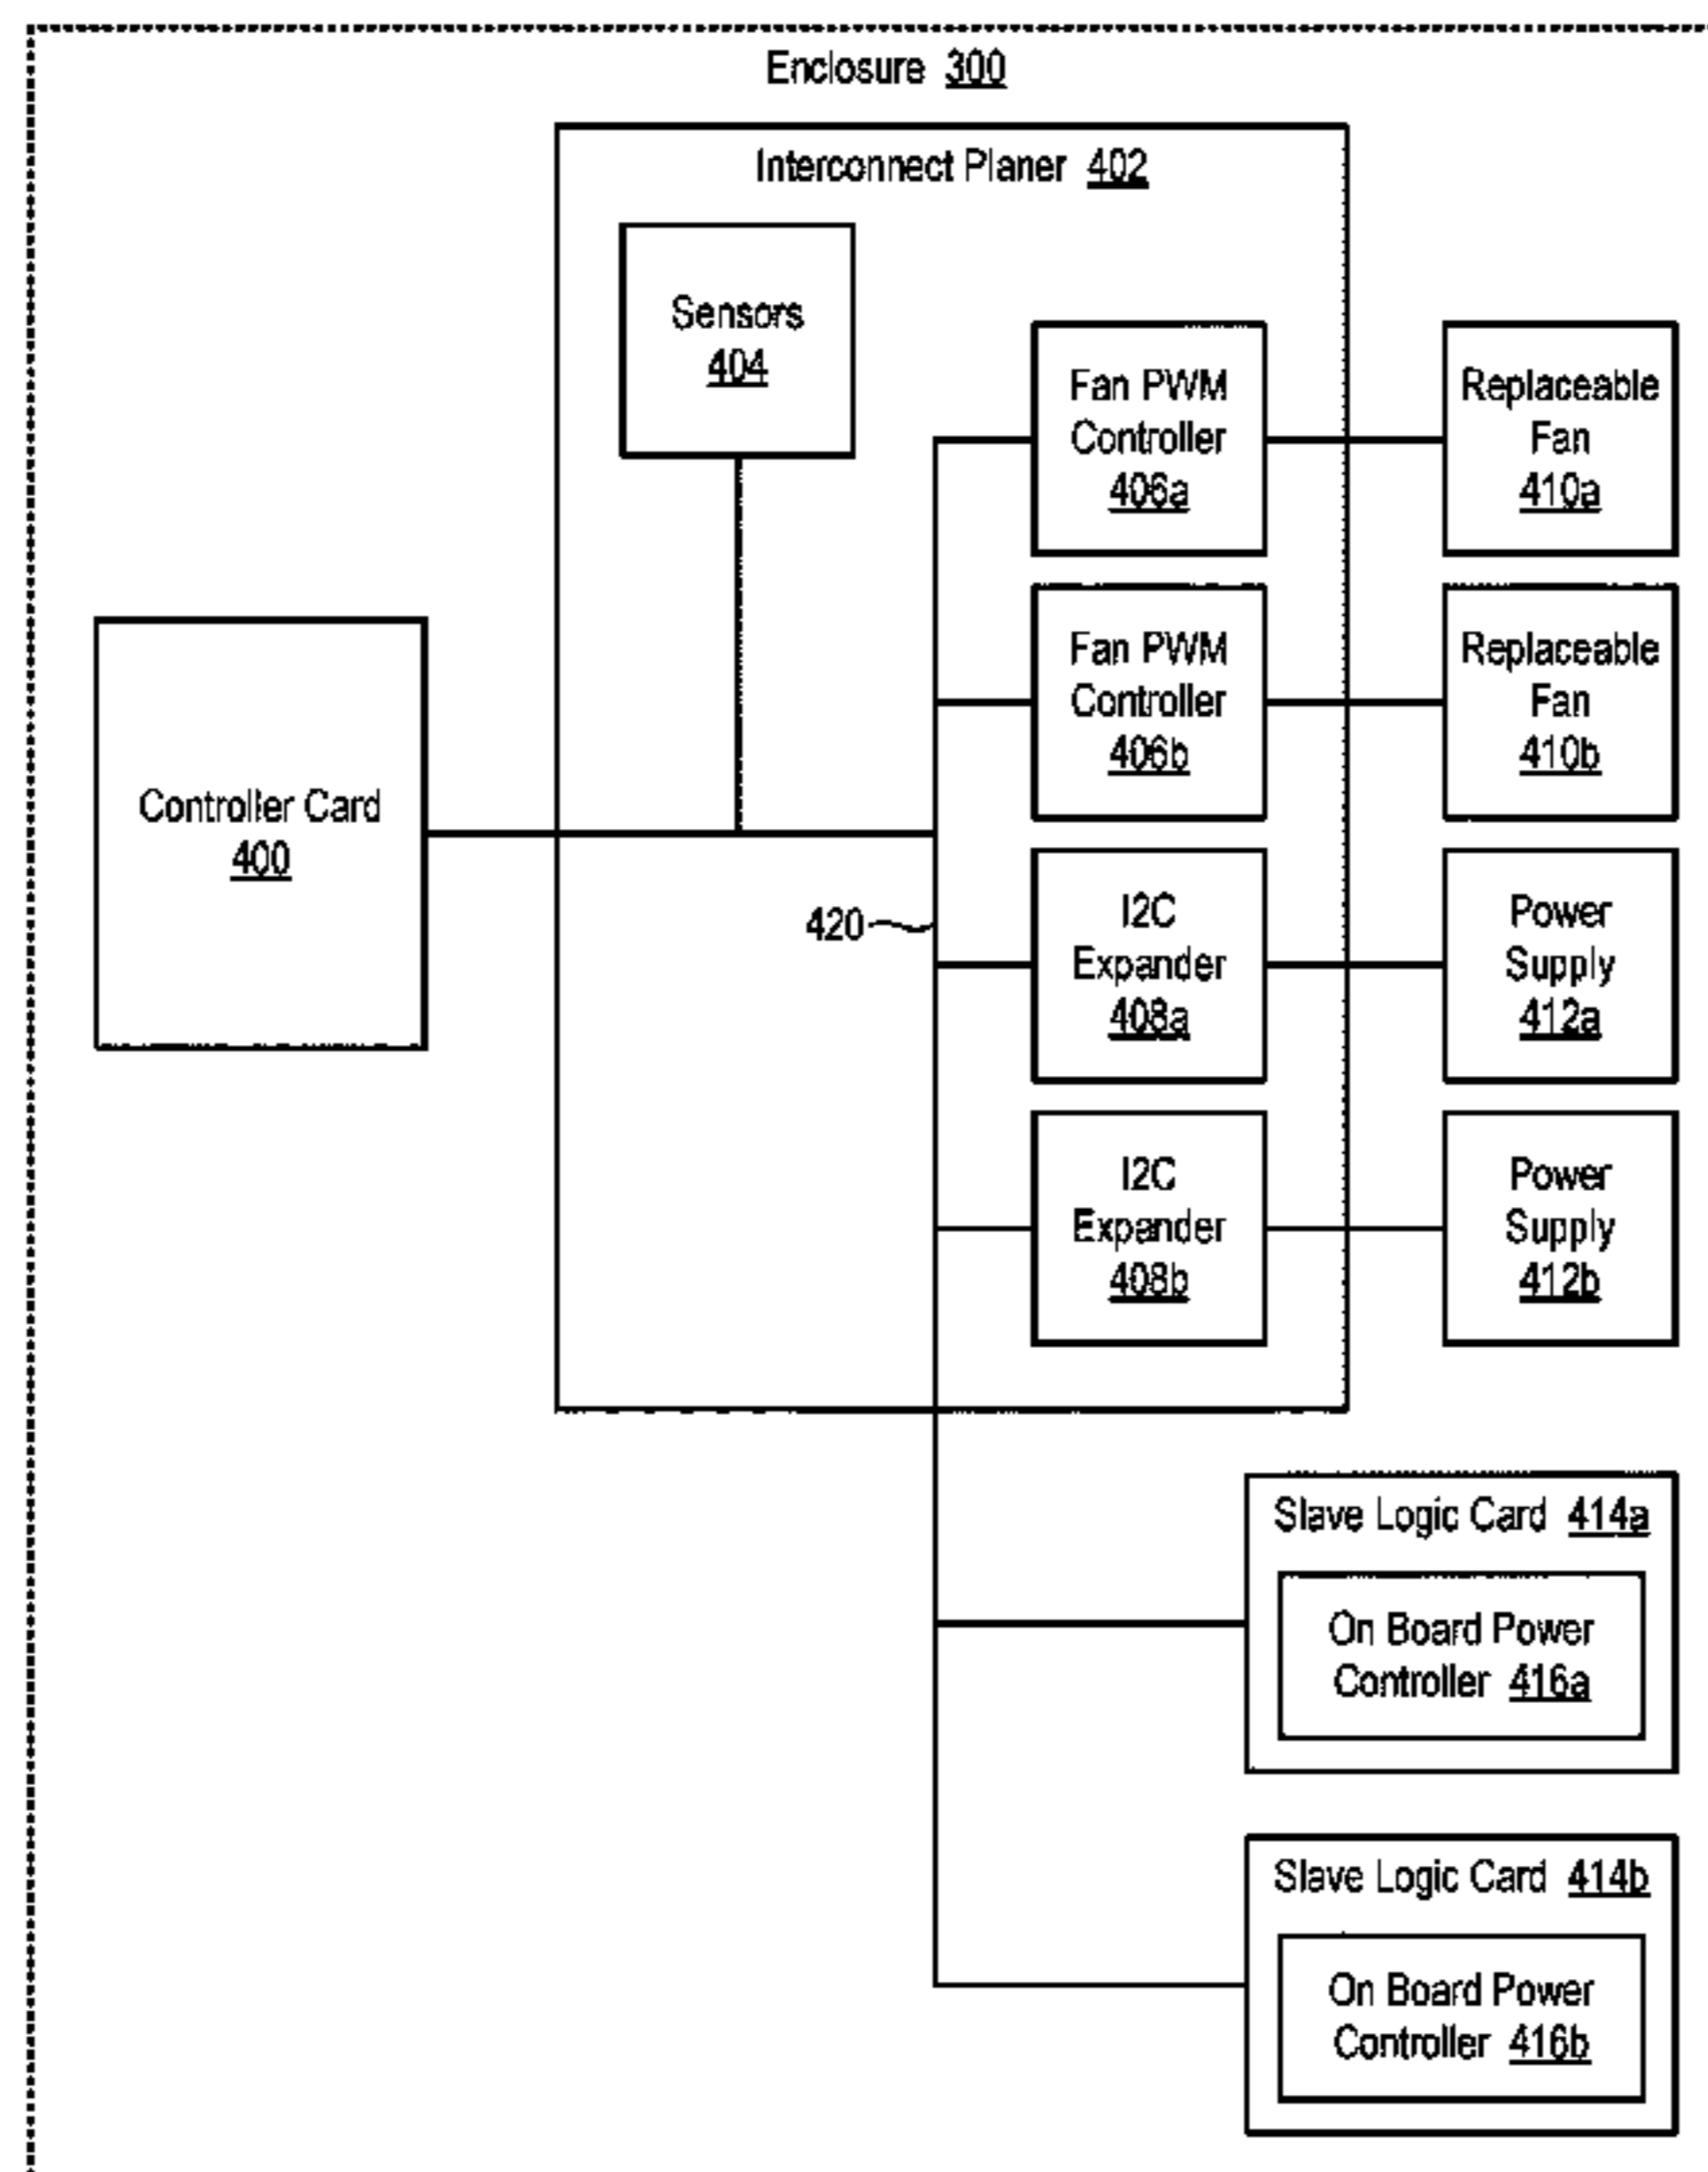 Enclosure 300
Interconnect Planer 402
Sensors
404
Fan PWM
Controller
406a
Replaceable
Fan
410a
Fan PWM
Controller
406b
Replaceable
Fan
410b
Controller Card
400
420
I2C
Expander
408a
Power
Supply
412a
I2C
Expander
408b
Power
Supply
412b
Slave Logic Card 414a
On Board Power
Controller 416a
Slave Logic Card 414b
On Board Power
Controller 416b